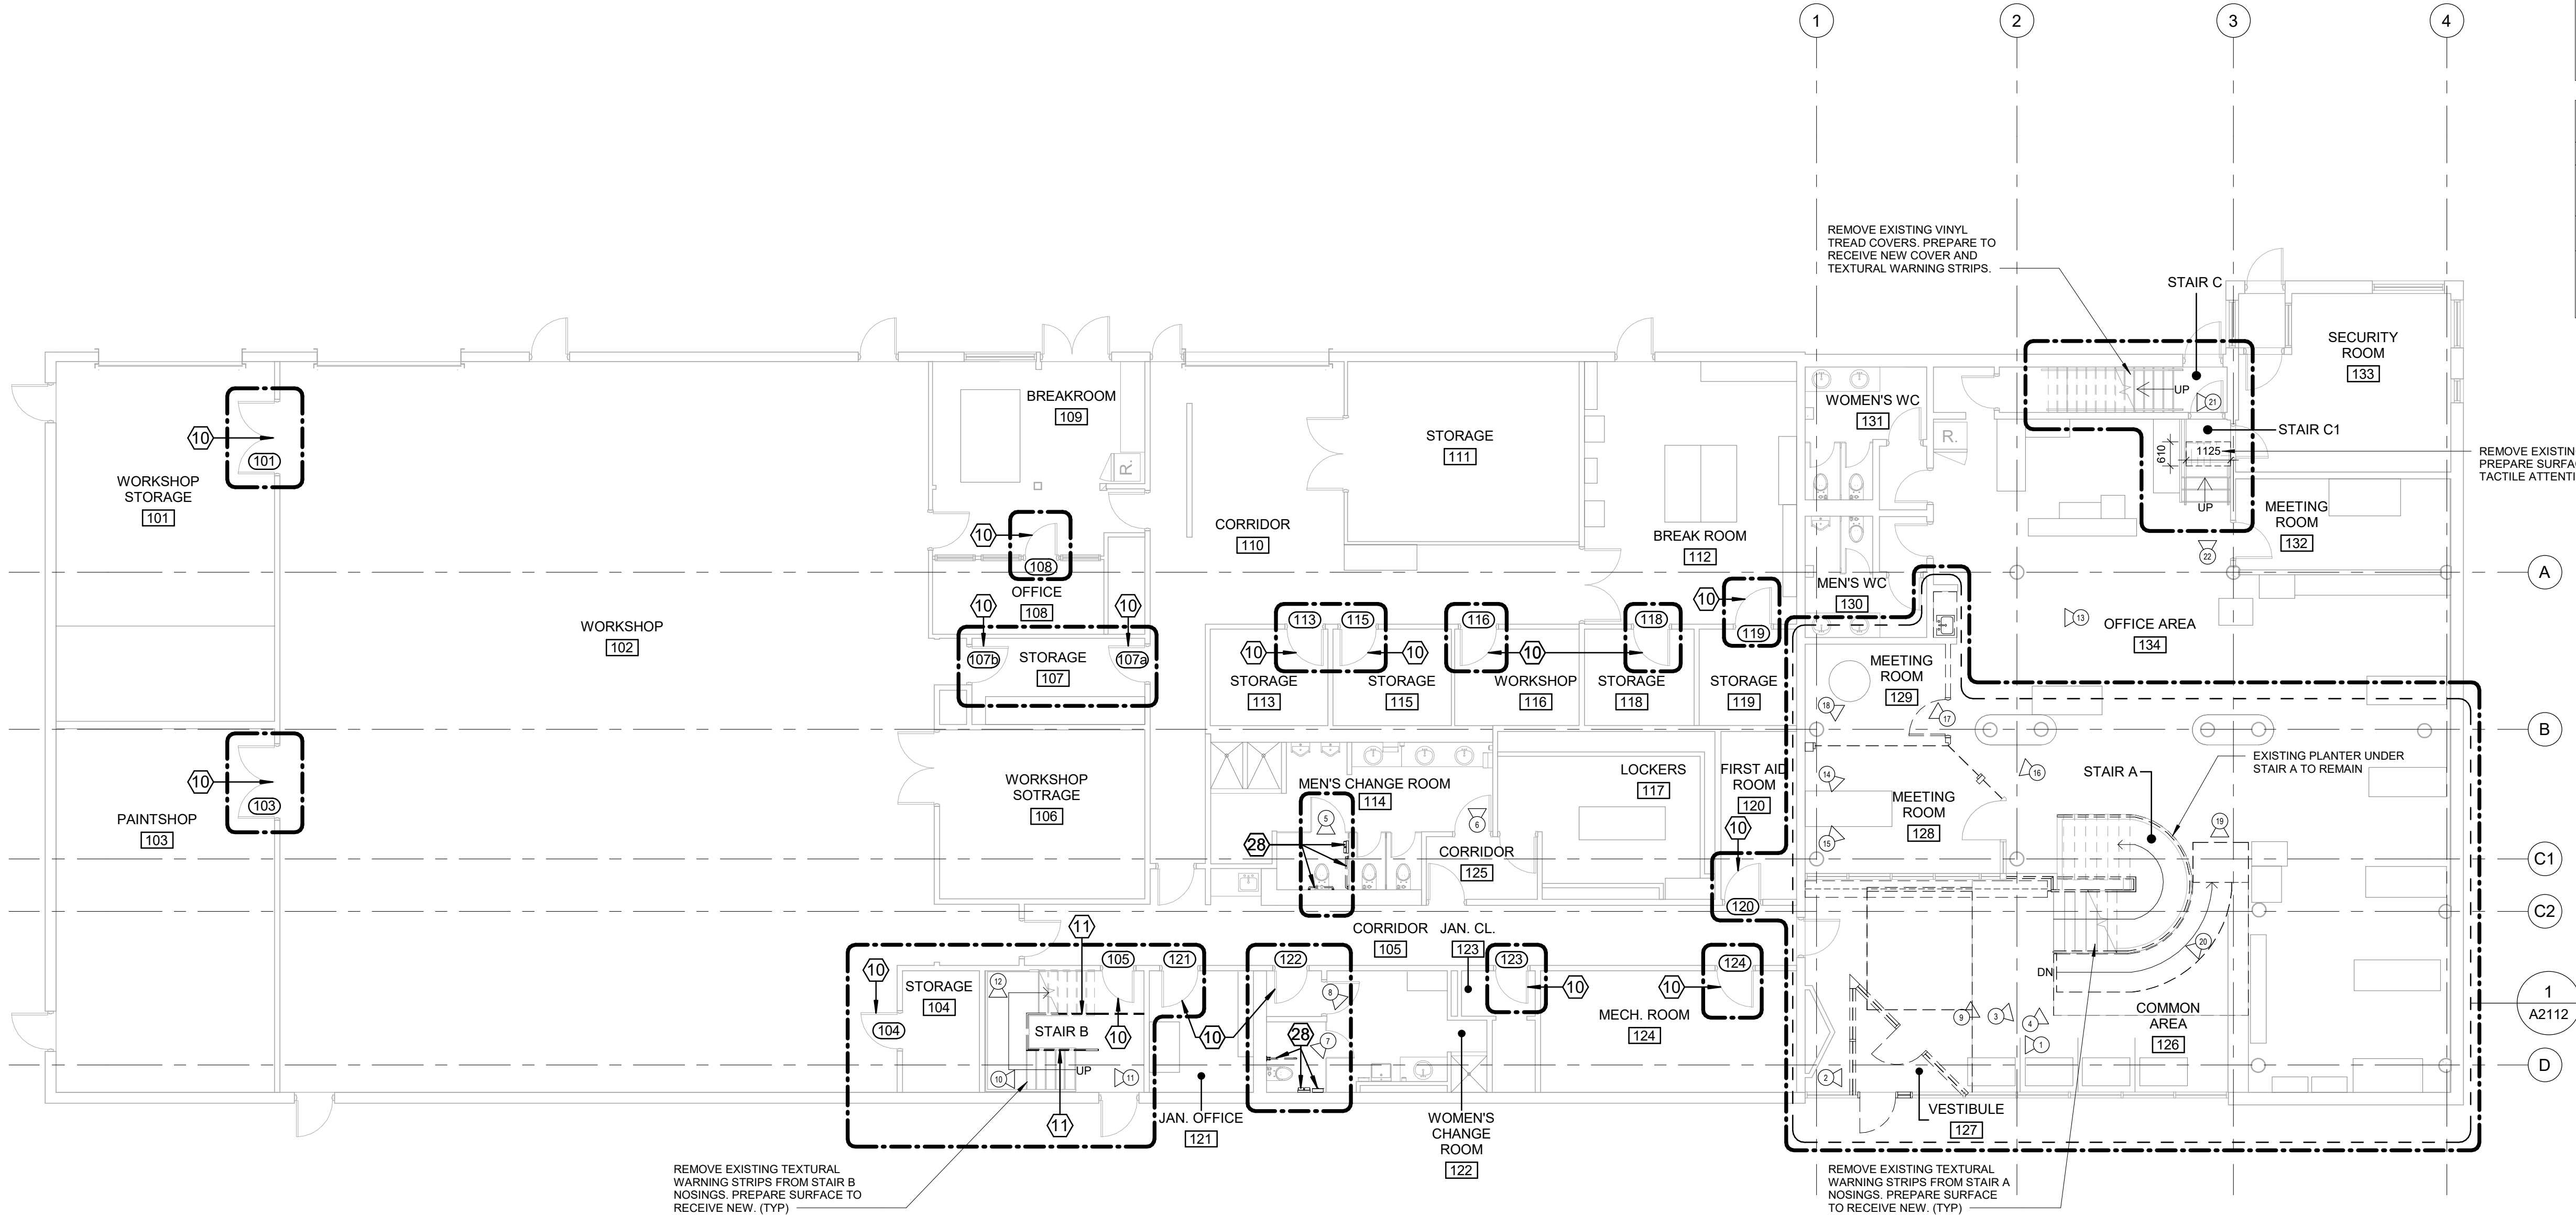 1
2
3
4
REMOVE EXISTING VINYL
TREAD COVERS. PREPARE TO
RECEIVE NEW COVER AND
TEXTURAL WARNING STRIPS.
STAIR C
SECURITY
ROOM
133
UP
21
STAIR C1
610
1125
UP
REMOVE EXISTIN
PREPARE SURFA
TACTILE ATTENTI
MEETING
ROOM
132
22
BREAKROOM
109
R.
WOMEN'S WC
131
R.
10
101
WORKSHOP
STORAGE
101
STORAGE
111
CORRIDOR
110
BREAK ROOM
112
10
108
OFFICE
108
A
MEN'S WC
130
10
10
107b
107a
STORAGE
107
WORKSHOP
102
113
115
116
118
10
119
10
10
10
STORAGE
113
STORAGE
115
WORKSHOP
116
STORAGE
118
STORAGE
119
13
OFFICE AREA
134
MEETING
ROOM
129
18
17
B
10
103
PAINTSHOP
103
WORKSHOP
SOTRAGE
106
MEN'S CHANGE ROOM
114
5
6
28
LOCKERS
117
FIRST AID
ROOM
120
10
120
14
15
16
MEETING
ROOM
128
STAIR A
EXISTING PLANTER UNDER
STAIR A TO REMAIN
19
CORRIDOR
125
C1
C2
11
CORRIDOR
105
JAN. CL.
123
105
121
122
123
124
10
STORAGE
104
104
12
STAIR B
10
10
8
28
7
10
10
MECH. ROOM
124
20
DN
9
3
4
1
COMMON
AREA
126
1
A2112
D
10
UP
11
2
11
JAN. OFFICE
121
WOMEN'S
CHANGE
ROOM
122
VESTIBULE
127
REMOVE EXISTING TEXTURAL
WARNING STRIPS FROM STAIR B
NOSINGS. PREPARE SURFACE TO
RECEIVE NEW. (TYP)
REMOVE EXISTING TEXTURAL
WARNING STRIPS FROM STAIR A
NOSINGS. PREPARE SURFACE
TO RECEIVE NEW. (TYP)